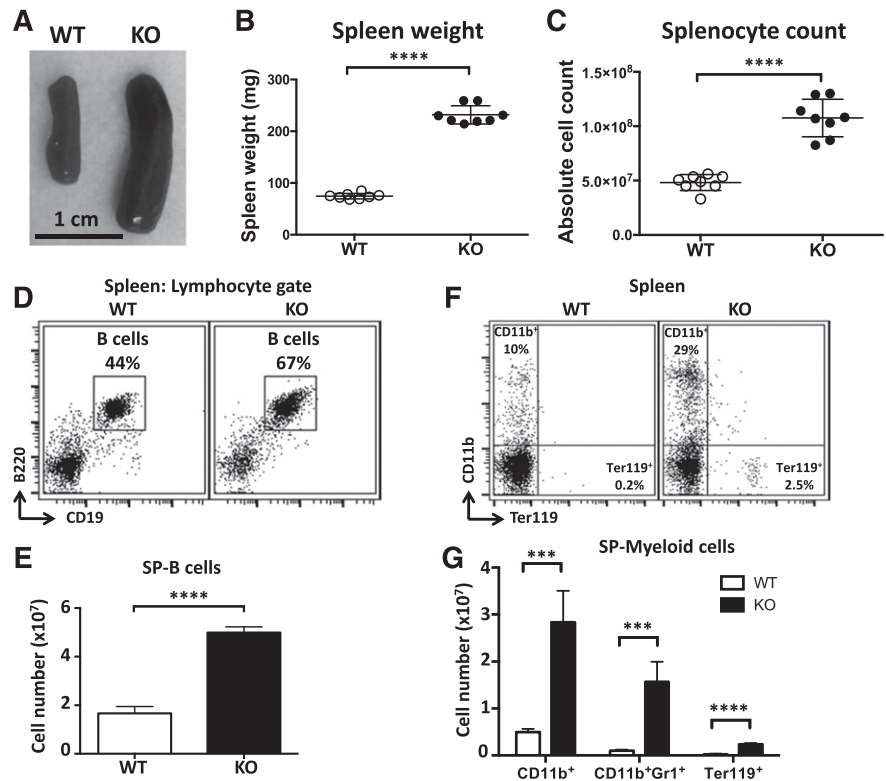 A
WT KO
1 cm
B
Spleen weight
****
Spleen weight (mg)
300
200
100
0
WT KO
C
Splenocyte count
****
Absolute cell count
1.5×10⁸
1.0×10⁸
5.0×10⁷
0.0
WT KO
D
Spleen: Lymphocyte gate
WT KO
B cells
44%
B cells
67%
B220
CD19
F
Spleen
WT KO
CD11b⁺
10%
CD11b⁺
29%
Ter119⁺
0.2%
Ter119⁺
2.5%
CD11b
Ter119
E
SP-B cells
****
Cell number (x10⁷)
6
4
2
0
WT KO
G
SP-Myeloid cells
***
***
****
WT
KO
Cell number (x10⁷)
4
3
2
1
0
CD11b⁺ CD11b⁺Gr1⁺ Ter119⁺